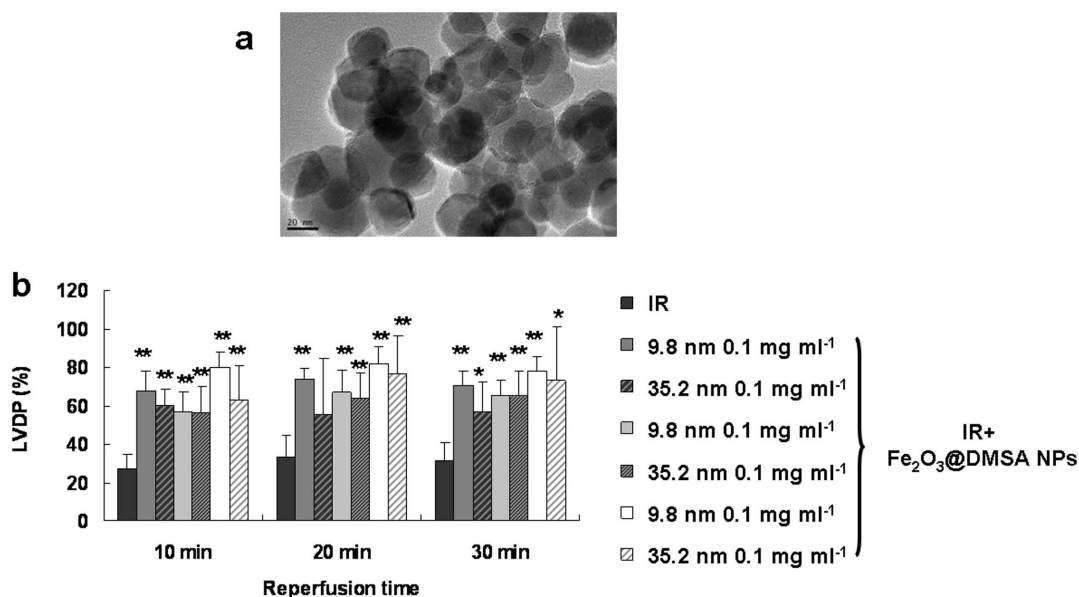 a
20 nm
b
120
100
80
60
40
20
0
LVDP (%)
** ** ** ** ** **
** ** ** ** **
** * ** ** ** *
10 min 20 min 30 min
Reperfusion time
IR
9.8 nm 0.1 mg ml⁻¹
35.2 nm 0.1 mg ml⁻¹
9.8 nm 0.1 mg ml⁻¹
35.2 nm 0.1 mg ml⁻¹
9.8 nm 0.1 mg ml⁻¹
35.2 nm 0.1 mg ml⁻¹
IR+
Fe₂O₃@DMSA NPs